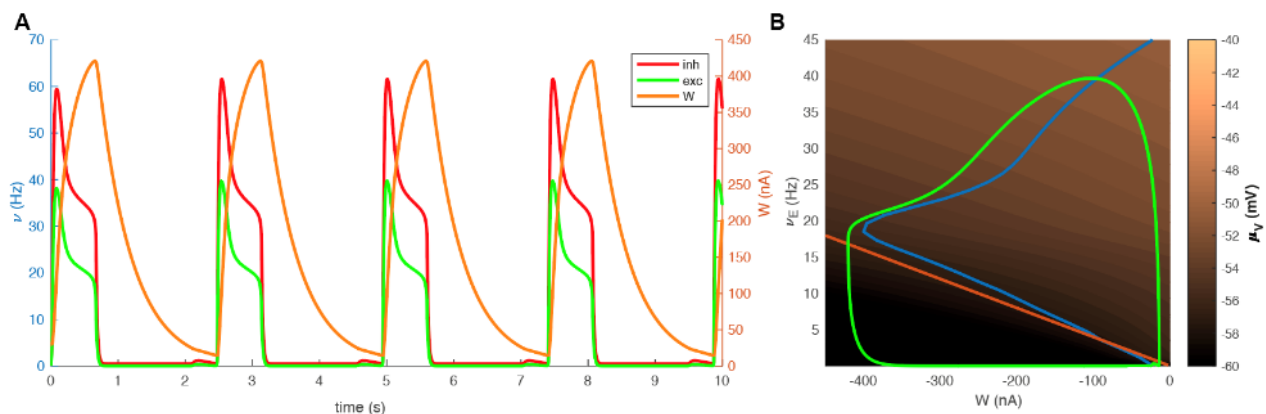 A
70
60
50
40
30
20
10
0
ν (Hz)
0 1 2 3 4 5 6 7 8 9 10
time (s)
450
400
350
300
250
200
150
100
50
0
W (nA)
inh
exc
W
B
45
40
35
30
25
20
15
10
5
νE (Hz)
-400 -300 -200 -100 0
W (nA)
-40
-42
-44
-46
-48
-50
-52
-54
-56
-58
-60
μV (mV)